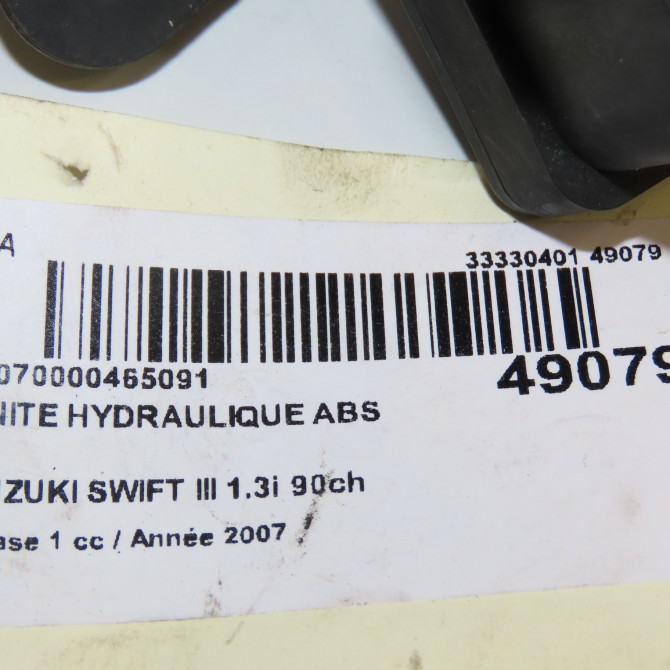 A
33330401 49079
070000465091
49079
NITE HYDRAULIQUE ABS
ZUKI SWIFT III 1.3i 90ch
ase 1 cc / Année 2007